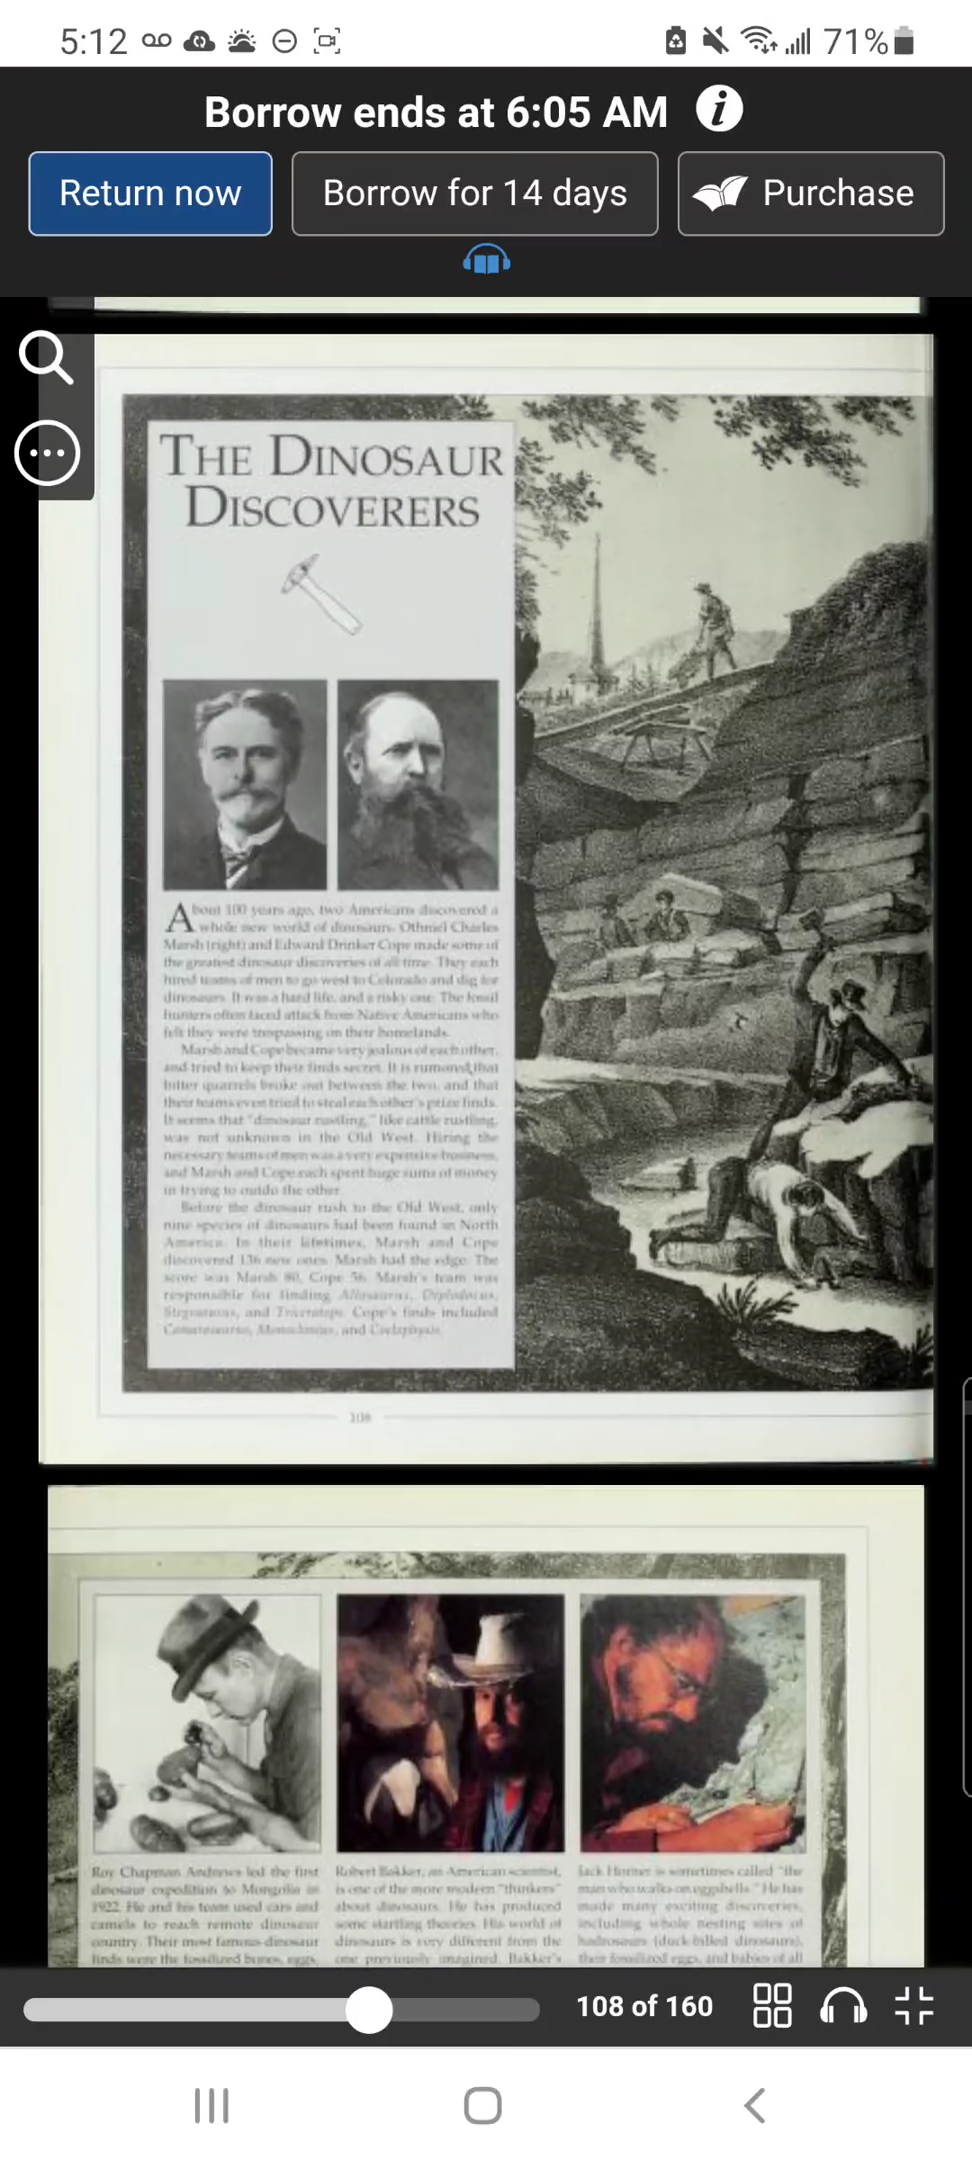 5:12
71%
Borrow ends at 6:05 AM
Return now
Borrow for 14 days
Purchase
THE DINOSAUR
DISCOVERERS
About 100 years ago, two Americans discovered a
whole new world of dinosaurs. Othniel Charles
Marsh (right) and Edward Drinker Cope made some of
the greatest dinosaur discoveries of all time. They each
hired teams of men to go west to Colorado and dig for
dinosaurs. It was a hard life, and a risky one. The fossil
hunters often faced attack from Native Americans who
felt they were trespassing on their homelands.
Marsh and Cope became very jealous of each other,
and tried to keep their finds secret. It is rumored that
bitter quarrels broke out between the two, and that
their teams even tried to steal each other's prize finds.
It seems that "dinosaur rustling," like cattle rustling,
was not unknown in the Old West. Hiring the
necessary teams of men was a very expensive business,
and Marsh and Cope each spent huge sums of money
in trying to outdo the other.
Before the dinosaur rush to the Old West, only
nine species of dinosaurs had been found in North
America. In their lifetimes, Marsh and Cope
discovered 136 new ones. Marsh had the edge. The
score was Marsh 80, Cope 56. Marsh's team was
responsible for finding Allosaurus, Diplodocus,
Stegosaurus, and Triceratops. Cope's finds included
Camarasaurus, Monoclonius, and Coelophysis.
108
Roy Chapman Andrews led the first
dinosaur expedition to Mongolia in
1922. He and his team used cars and
camels to reach remote dinosaur
country. Their most famous dinosaur
finds were the fossilized bones, eggs,
Robert Bakker, an American scientist,
is one of the more modern "thinkers"
about dinosaurs. He has produced
some startling theories. His world of
dinosaurs is very different from the
one previously imagined. Bakker's
Jack Horner is sometimes called "the
man who walks on eggshells." He has
made many exciting discoveries,
including whole nesting sites of
hadrosaurs (duck-billed dinosaurs),
their fossilized eggs, and babies of all
108 of 160